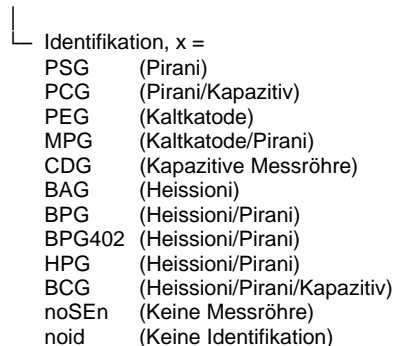 Identifikation, x =
PSG (Pirani)
PCG (Pirani/Kapazitiv)
PEG (Kaltkatode)
MPG (Kaltkatode/Pirani)
CDG (Kapazitive Messröhre)
BAG (Heissioni)
BPG (Heissioni/Pirani)
BPG402 (Heissioni/Pirani)
HPG (Heissioni/Pirani)
BCG (Heissioni/Pirani/Kapazitiv)
noSEn (Keine Messröhre)
noid (Keine Identifikation)